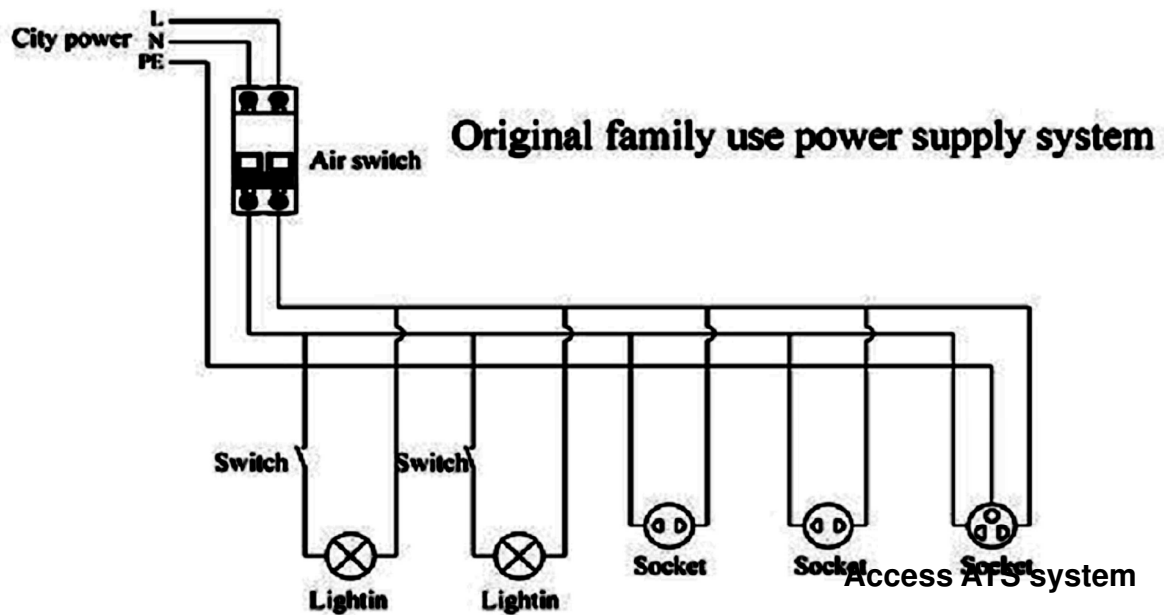 L
City power N
PE
Original family use power supply system
Air switch
Switch
Switch
Socket
Socket
Socket
Access ATS system
Lightin
Lightin